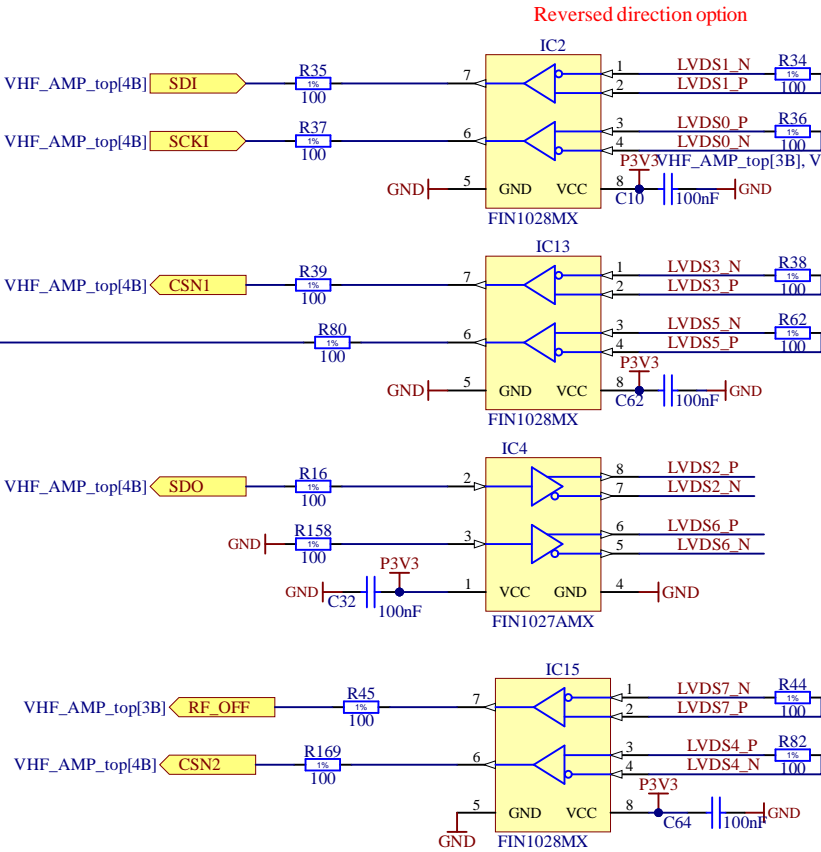 Reversed direction option
IC2
VHF_AMP_top[4B] SDI R35 1% 100 7 1 LVDS1_N R34 1% 100
2 LVDS1_P
VHF_AMP_top[4B] SCKI R37 1% 100 6 3 LVDS0_P R36 1% 100
4 LVDS0_N
P3V3 VHF_AMP_top[3B], V
GND 5 GND VCC 8 C10 100nF GND
FIN1028MX
IC13
VHF_AMP_top[4B] CSN1 R39 1% 100 7 1 LVDS3_N R38 1% 100
2 LVDS3_P
R80 1% 100 6 3 LVDS5_N R62 1% 100
4 LVDS5_P
P3V3
GND 5 GND VCC 8 C62 100nF GND
FIN1028MX
IC4
VHF_AMP_top[4B] SDO R16 1% 100 2 8 LVDS2_P
7 LVDS2_N
GND R158 1% 100 3 6 LVDS6_P
5 LVDS6_N
P3V3
GND C32 100nF 1 VCC GND 4 GND
FIN1027AMX
IC15
VHF_AMP_top[3B] RF_OFF R45 1% 100 7 1 LVDS7_N R44 1% 100
2 LVDS7_P
VHF_AMP_top[4B] CSN2 R169 1% 100 6 3 LVDS4_P R82 1% 100
4 LVDS4_N
P3V3
GND 5 GND VCC 8 C64 100nF GND
FIN1028MX